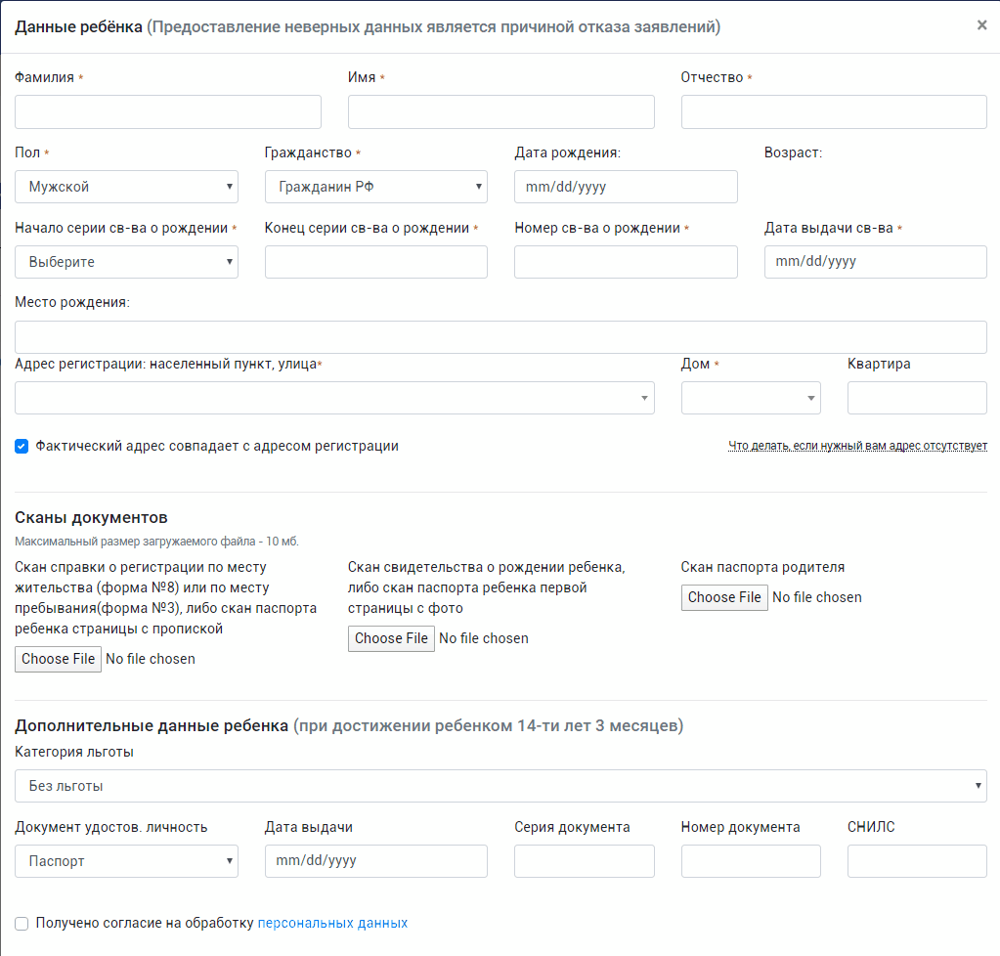 Данные ребёнка (Предоставление неверных данных является причиной отказа заявлений) ×
Фамилия * Имя * Отчество *
Пол * Гражданство * Дата рождения: Возраст:
Мужской Гражданин РФ mm/dd/yyyy
Начало серии св-ва о рождении * Конец серии св-ва о рождении * Номер св-ва о рождении * Дата выдачи св-ва *
Выберите mm/dd/yyyy
Место рождения:
Адрес регистрации: населенный пункт, улица* Дом * Квартира
Фактический адрес совпадает с адресом регистрации Что делать, если нужный вам адрес отсутствует
Сканы документов
Максимальный размер загружаемого файла - 10 мб.
Скан справки о регистрации по месту
жительства (форма №8) или по месту
пребывания(форма №3), либо скан паспорта
ребенка страницы с пропиской
Choose File No file chosen
Скан свидетельства о рождении ребенка,
либо скан паспорта ребенка первой
страницы с фото
Choose File No file chosen
Скан паспорта родителя
Choose File No file chosen
Дополнительные данные ребенка (при достижении ребенком 14-ти лет 3 месяцев)
Категория льготы
Без льготы
Документ удостов. личность Дата выдачи Серия документа Номер документа СНИЛС
Паспорт mm/dd/yyyy
Получено согласие на обработку персональных данных